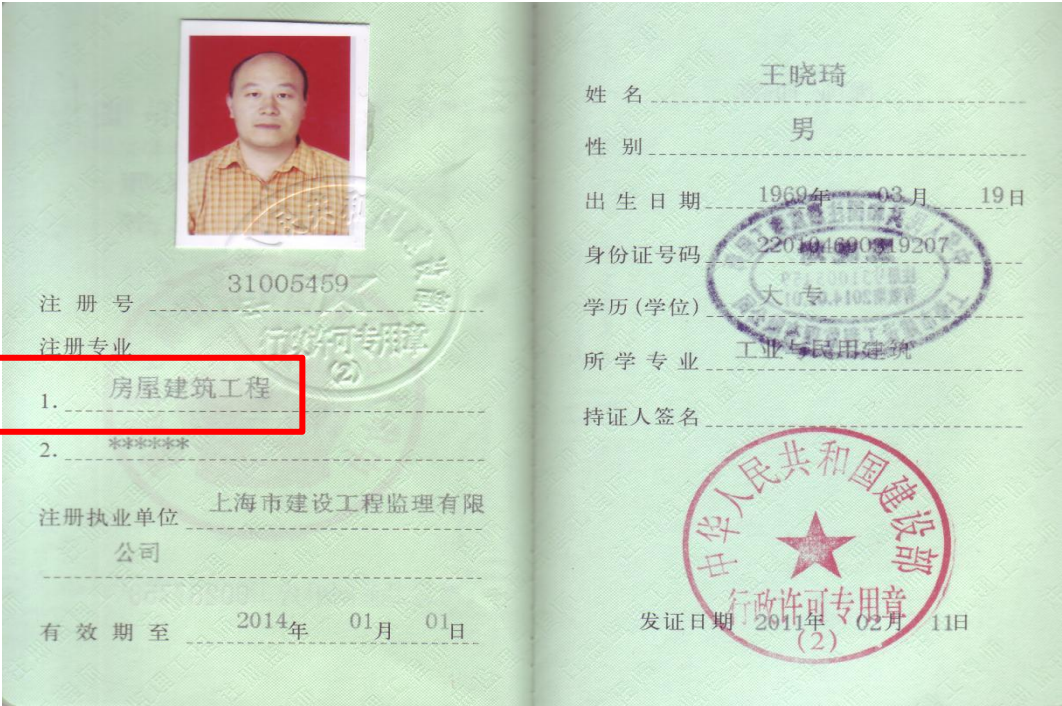 注 册 号 31005459
注册专业
1. 房屋建筑工程
2. ******
注册执业单位 上海市建设工程监理有限
公司
有 效 期 至 2014年 01月 01日
行政许可专用章
(2)
姓 名 王晓琦
性 别 男
出 生 日 期 1969年 03月 19日
身份证号码 220104690319207
学历(学位) 大 专
所 学 专 业 工业与民用建筑
持证人签名
中华人民共和国建设部
行政许可专用章
(2)
发证日期 2011年 02月 11日